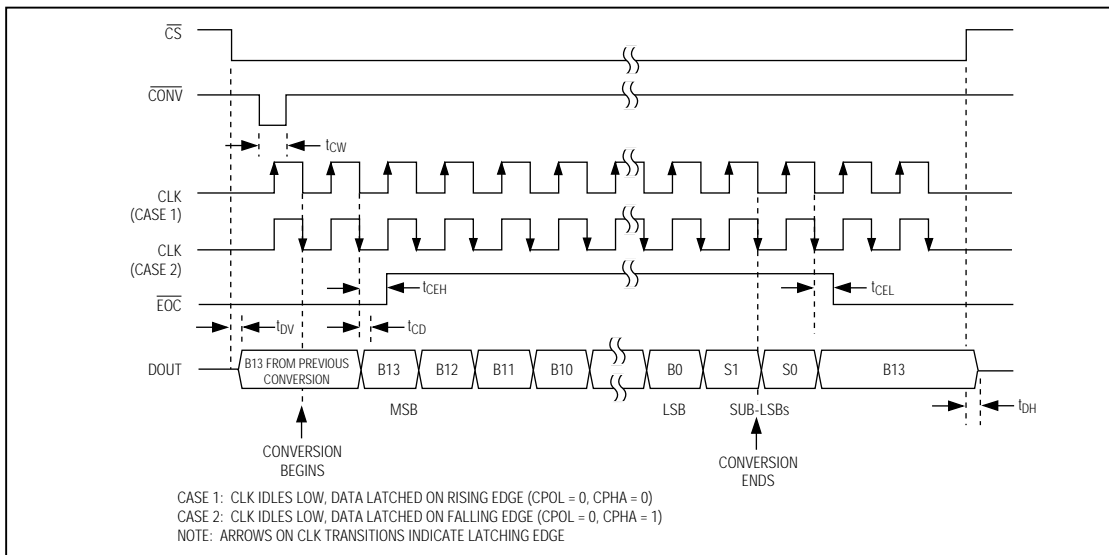 CS
CONV
tCW
CLK
(CASE 1)
CLK
(CASE 2)
tCEH
tCEL
EOC
tDV
tCD
DOUT
B13 FROM PREVIOUS
CONVERSION
B13
B12
B11
B10
B0
S1
S0
B13
MSB
LSB
SUB-LSBs
tDH
CONVERSION
BEGINS
CONVERSION
ENDS
CASE 1: CLK IDLES LOW, DATA LATCHED ON RISING EDGE (CPOL = 0, CPHA = 0)
CASE 2: CLK IDLES LOW, DATA LATCHED ON FALLING EDGE (CPOL = 0, CPHA = 1)
NOTE: ARROWS ON CLK TRANSITIONS INDICATE LATCHING EDGE